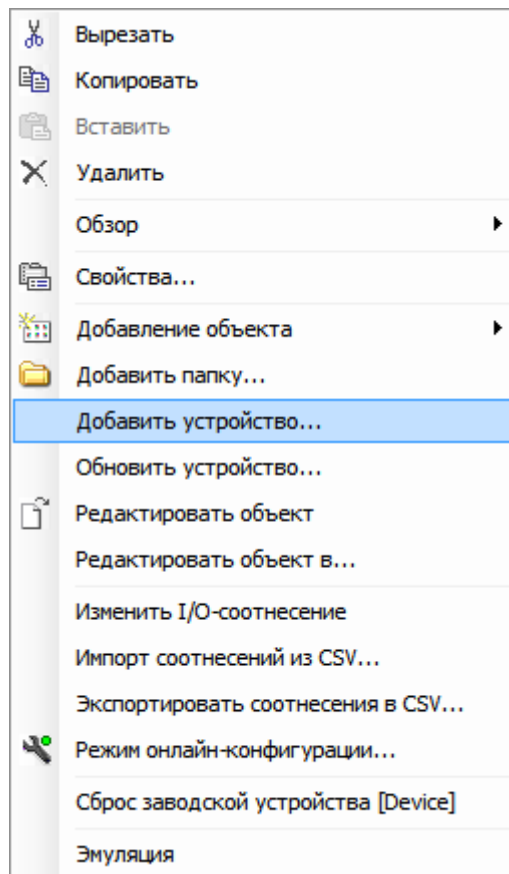 Вырезать
Копировать
Вставить
Удалить
Обзор
Свойства...
Добавление объекта
Добавить папку...
Добавить устройство...
Обновить устройство...
Редактировать объект
Редактировать объект в...
Изменить I/O-соотнесение
Импорт соотнесений из CSV...
Экспортировать соотнесения в CSV...
Режим онлайн-конфигурации...
Сброс заводской устройства [Device]
Эмуляция